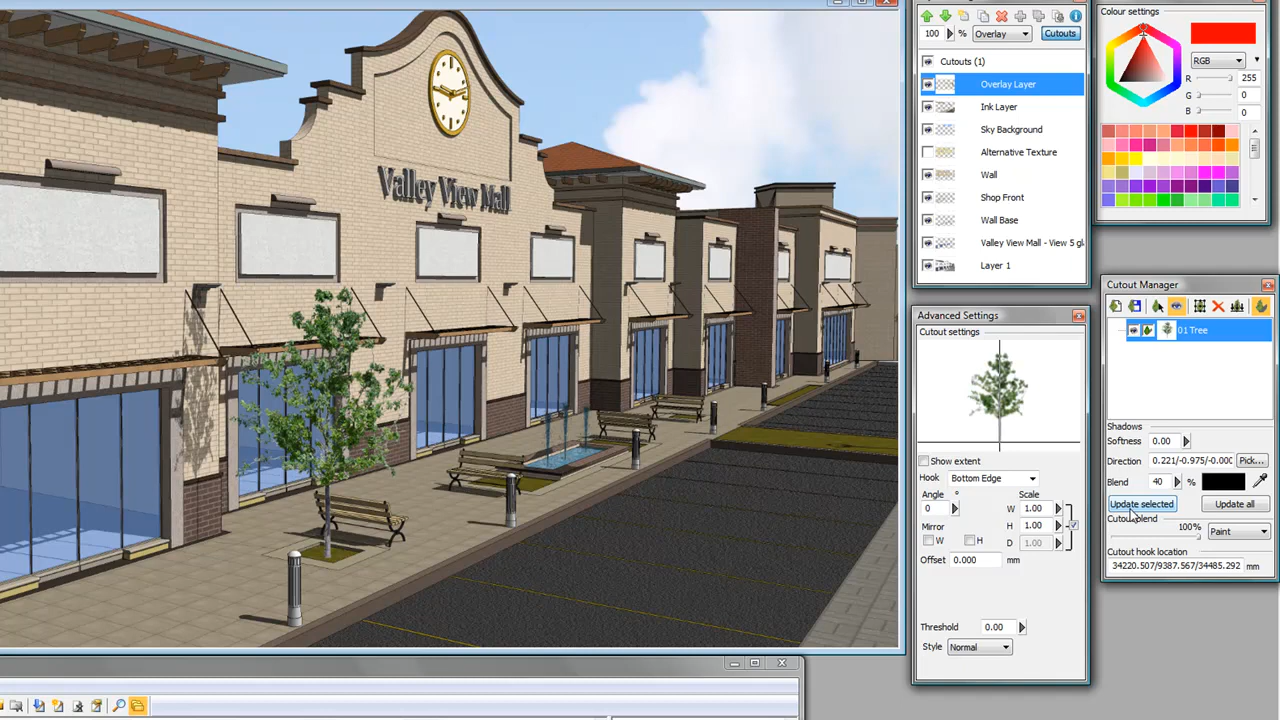 Valley View Mall
100 % Overlay Cutouts
Cutouts (1)
Overlay Layer
Ink Layer
Sky Background
Alternative Texture
Wall
Shop Front
Wall Base
Valley View Mall - View 5 gl
Layer 1
Advanced Settings
Cutout settings
Show extent
Hook Bottom Edge
Angle ° Scale
0 W 1.00
Mirror H 1.00
W H D 1.00
Offset 0.000 mm
Threshold 0.00
Style Normal
Colour settings
RGB
R 255
G 0
B 0
Cutout Manager
01 Tree
Shadows
Softness 0.00
Direction 0.221/-0.975/-0.000 Pick...
Blend 40 %
Update selected Update all
Cutout blend
100% Paint
Cutout hook location
34220.507/9387.567/34485.292 mm